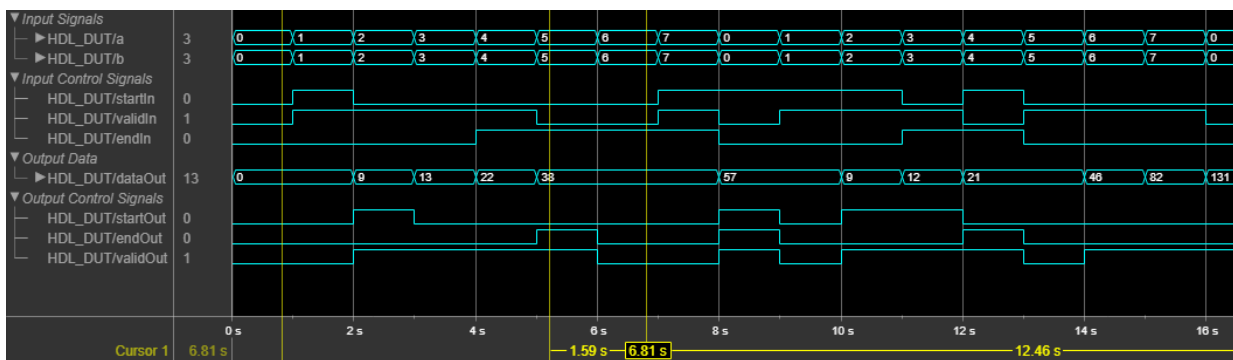 Input Signals
HDL_DUT/a 3 0 1 2 3 4 5 6 7 0 1 2 3 4 5 6 7 0
HDL_DUT/b 3 0 1 2 3 4 5 6 7 0 1 2 3 4 5 6 7 0
Input Control Signals
HDL_DUT/startIn 0
HDL_DUT/validIn 1
HDL_DUT/endIn 0
Output Data
HDL_DUT/dataOut 13 0 9 13 22 38 57 9 12 21 46 82 131
Output Control Signals
HDL_DUT/startOut 0
HDL_DUT/endOut 0
HDL_DUT/validOut 1
0 s 2 s 4 s 6 s 8 s 10 s 12 s 14 s 16 s
Cursor 1 6.81 s 1.59 s 6.81 s 12.46 s